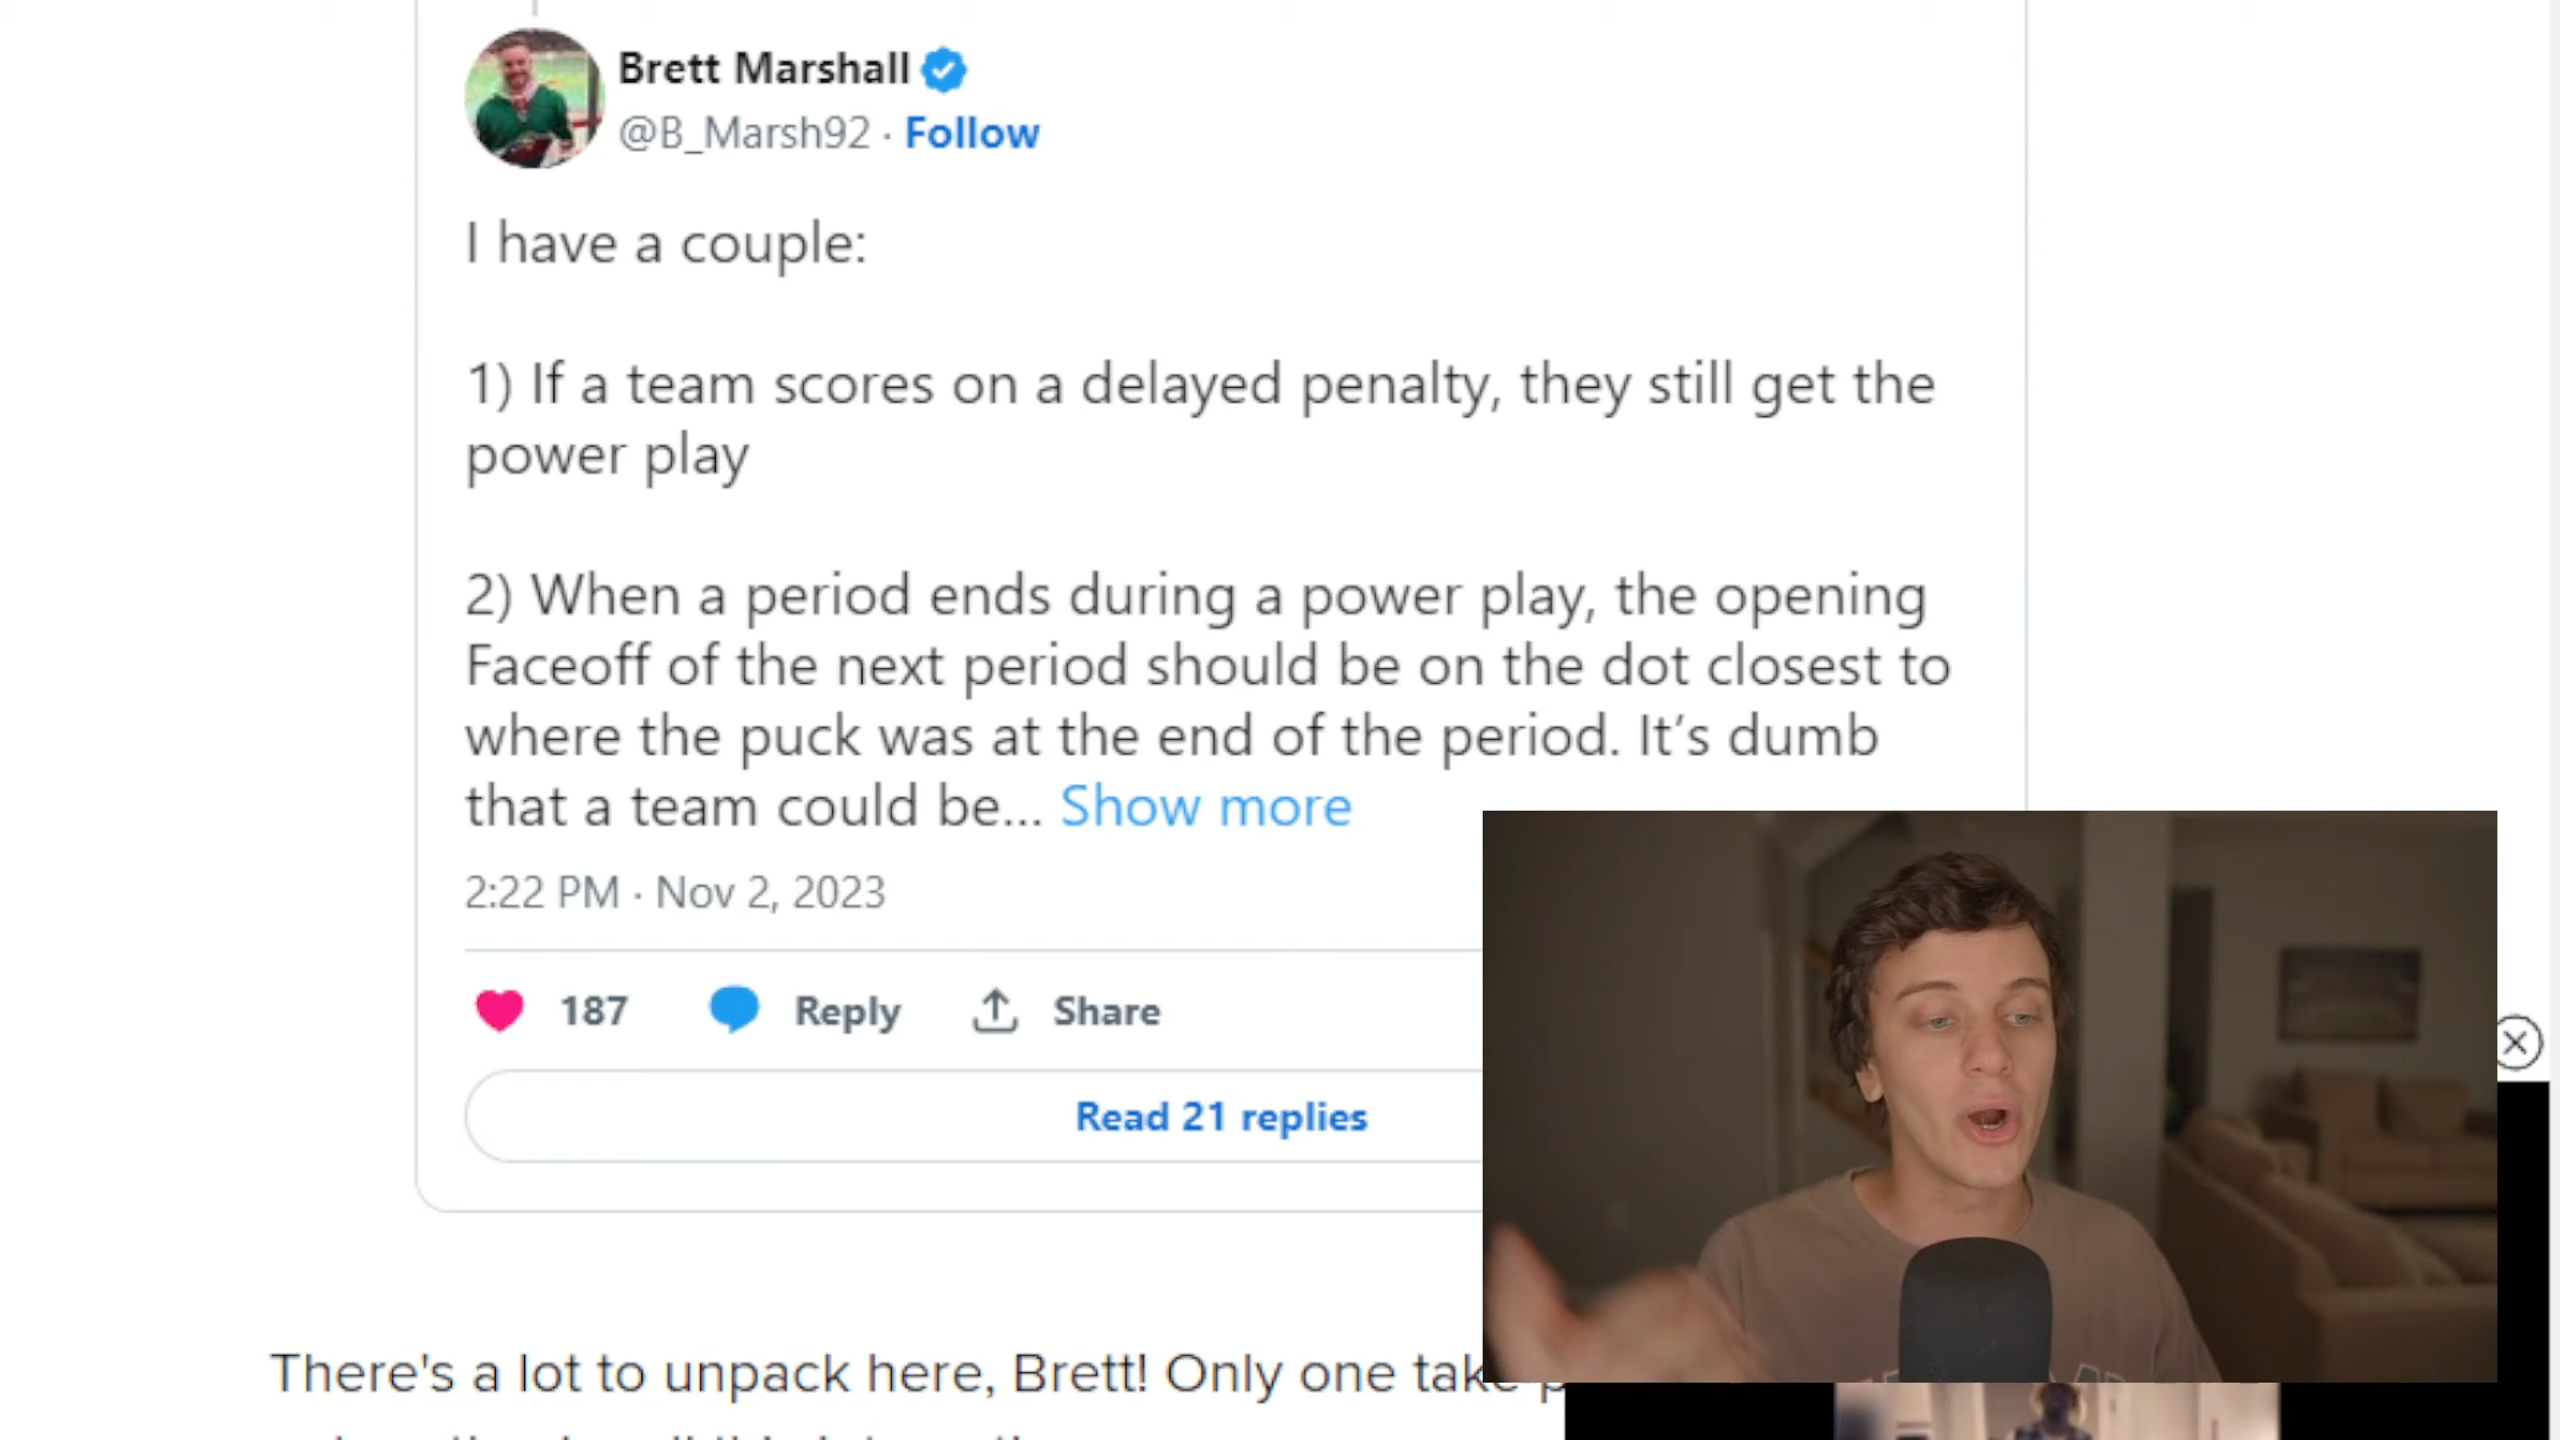 Brett Marshall
@B_Marsh92 · Follow
I have a couple:
1) If a team scores on a delayed penalty, they still get the
power play
2) When a period ends during a power play, the opening
Faceoff of the next period should be on the dot closest to
where the puck was at the end of the period. It's dumb
that a team could be... Show more
2:22 PM · Nov 2, 2023
187 Reply Share
Read 21 replies
There's a lot to unpack here, Brett! Only one take